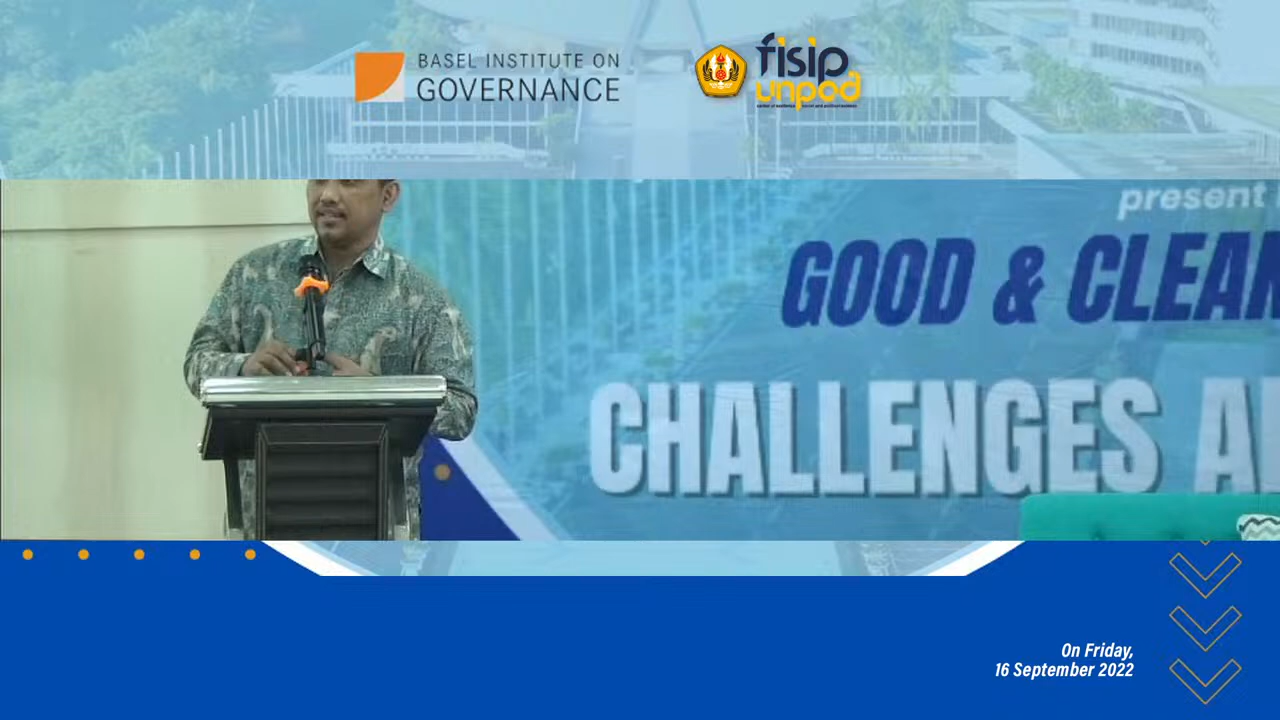 BASEL INSTITUTE ON
GOVERNANCE
fisip
unpad
present
GOOD & CLEAN
CHALLENGES
On Friday,
16 September 2022